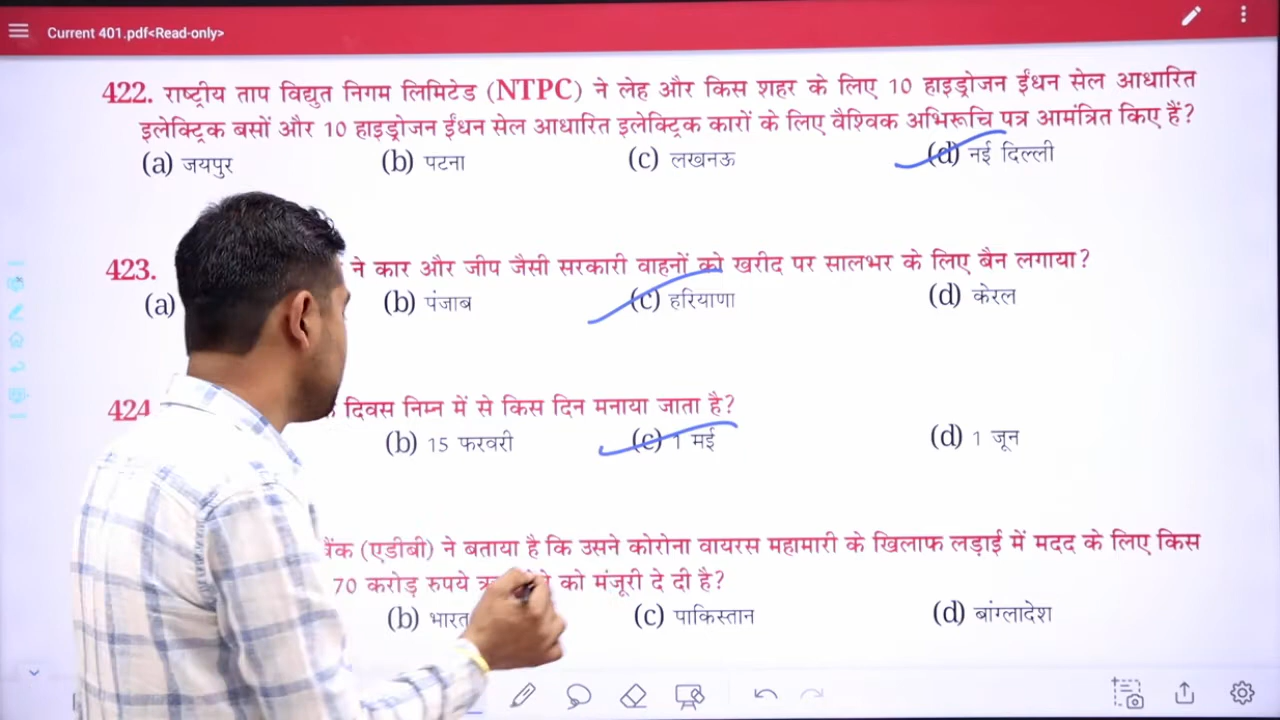 Current 401.pdf<Read-only>
422. राष्ट्रीय ताप विद्युत निगम लिमिटेड (NTPC) ने लेह और किस शहर के लिए 10 हाइड्रोजन ईंधन सेल आधारित
इलेक्ट्रिक बसों और 10 हाइड्रोजन ईंधन सेल आधारित इलेक्ट्रिक कारों के लिए वैश्विक अभिरूचि पत्र आमंत्रित किए हैं?
(a) जयपुर (b) पटना (c) लखनऊ (d) नई दिल्ली
423. ने कार और जीप जैसी सरकारी वाहनों को खरीद पर सालभर के लिए बैन लगाया?
(a) (b) पंजाब (c) हरियाणा (d) केरल
424 दिवस निम्न में से किस दिन मनाया जाता है?
(b) 15 फरवरी (c) 1 मई (d) 1 जून
बैंक (एडीबी) ने बताया है कि उसने कोरोना वायरस महामारी के खिलाफ लड़ाई में मदद के लिए किस
70 करोड़ रुपये को मंजूरी दे दी है?
(b) भारत (c) पाकिस्तान (d) बांग्लादेश